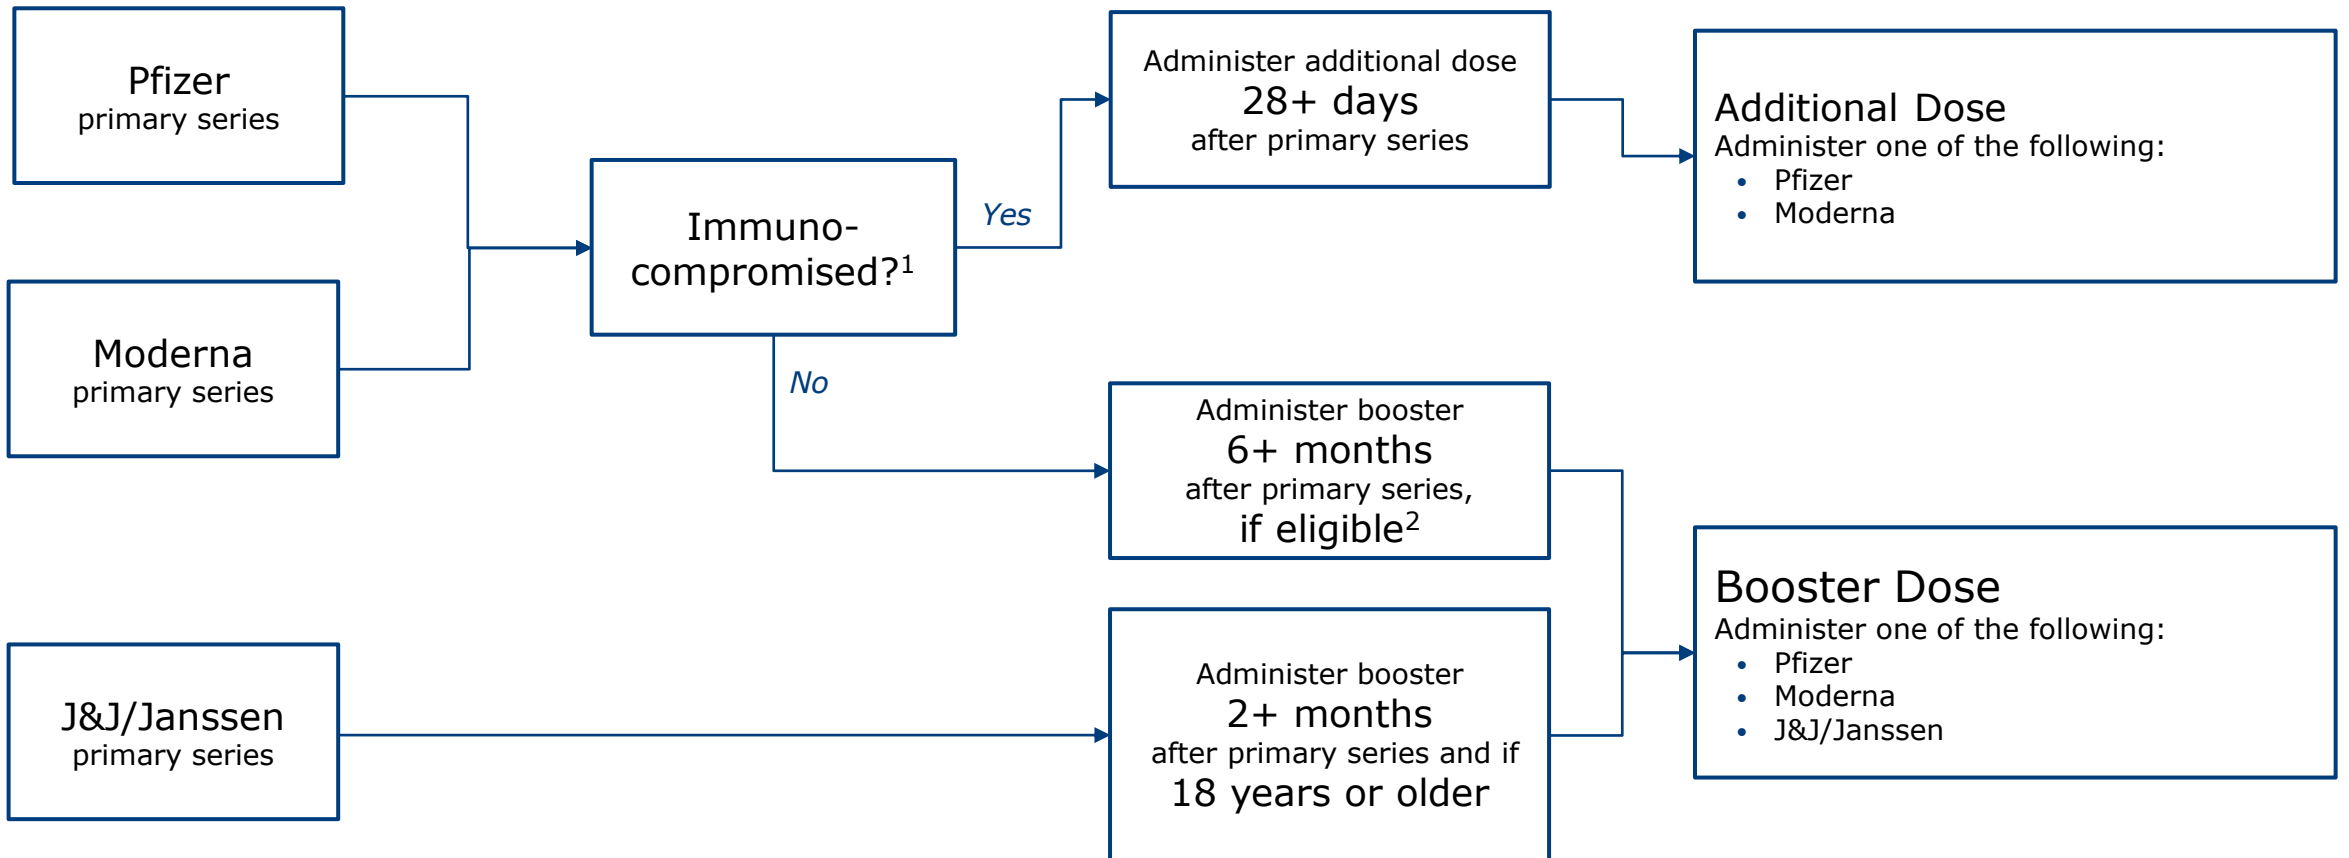 Pfizer
primary series
Moderna
primary series
J&J/Janssen
primary series
Immuno-
compromised?¹
Yes
No
Administer additional dose
28+ days
after primary series
Administer booster
6+ months
after primary series,
if eligible²
Administer booster
2+ months
after primary series and if
18 years or older
Additional Dose
Administer one of the following:
• Pfizer
• Moderna
Booster Dose
Administer one of the following:
• Pfizer
• Moderna
• J&J/Janssen